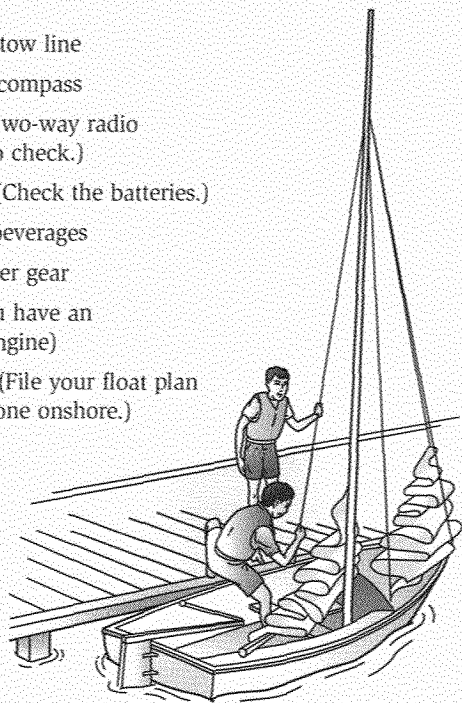 tow line
compass
wo-way radio
o check.)
(Check the batteries.)
beverages
er gear
u have an
ngine)
(File your float plan
one onshore.)